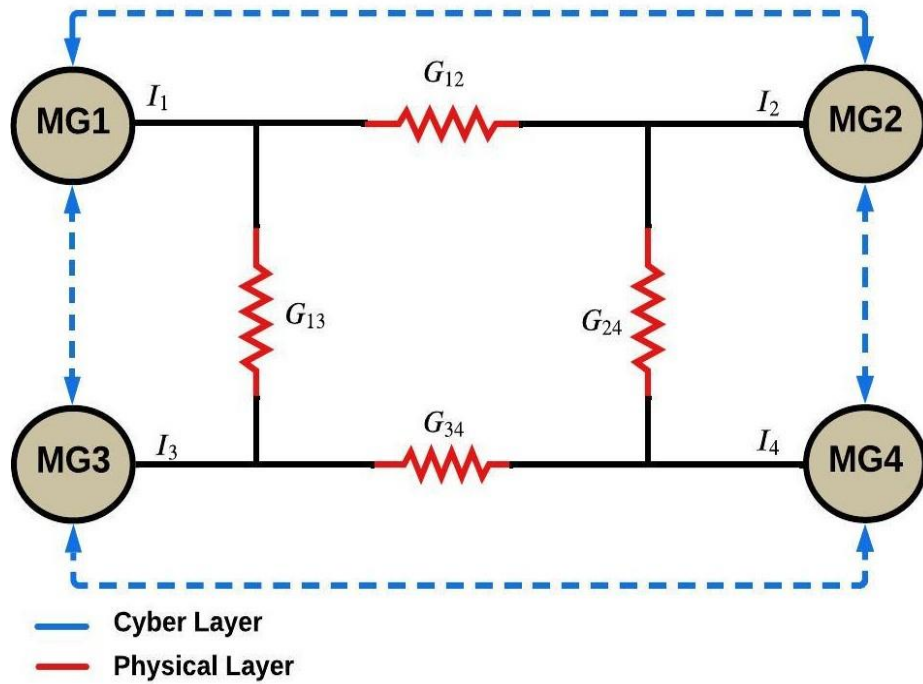 G₁₂
MG1 I₁ I₂ MG2
G₁₃ G₂₄
G₃₄
MG3 I₃ I₄ MG4
Cyber Layer
Physical Layer